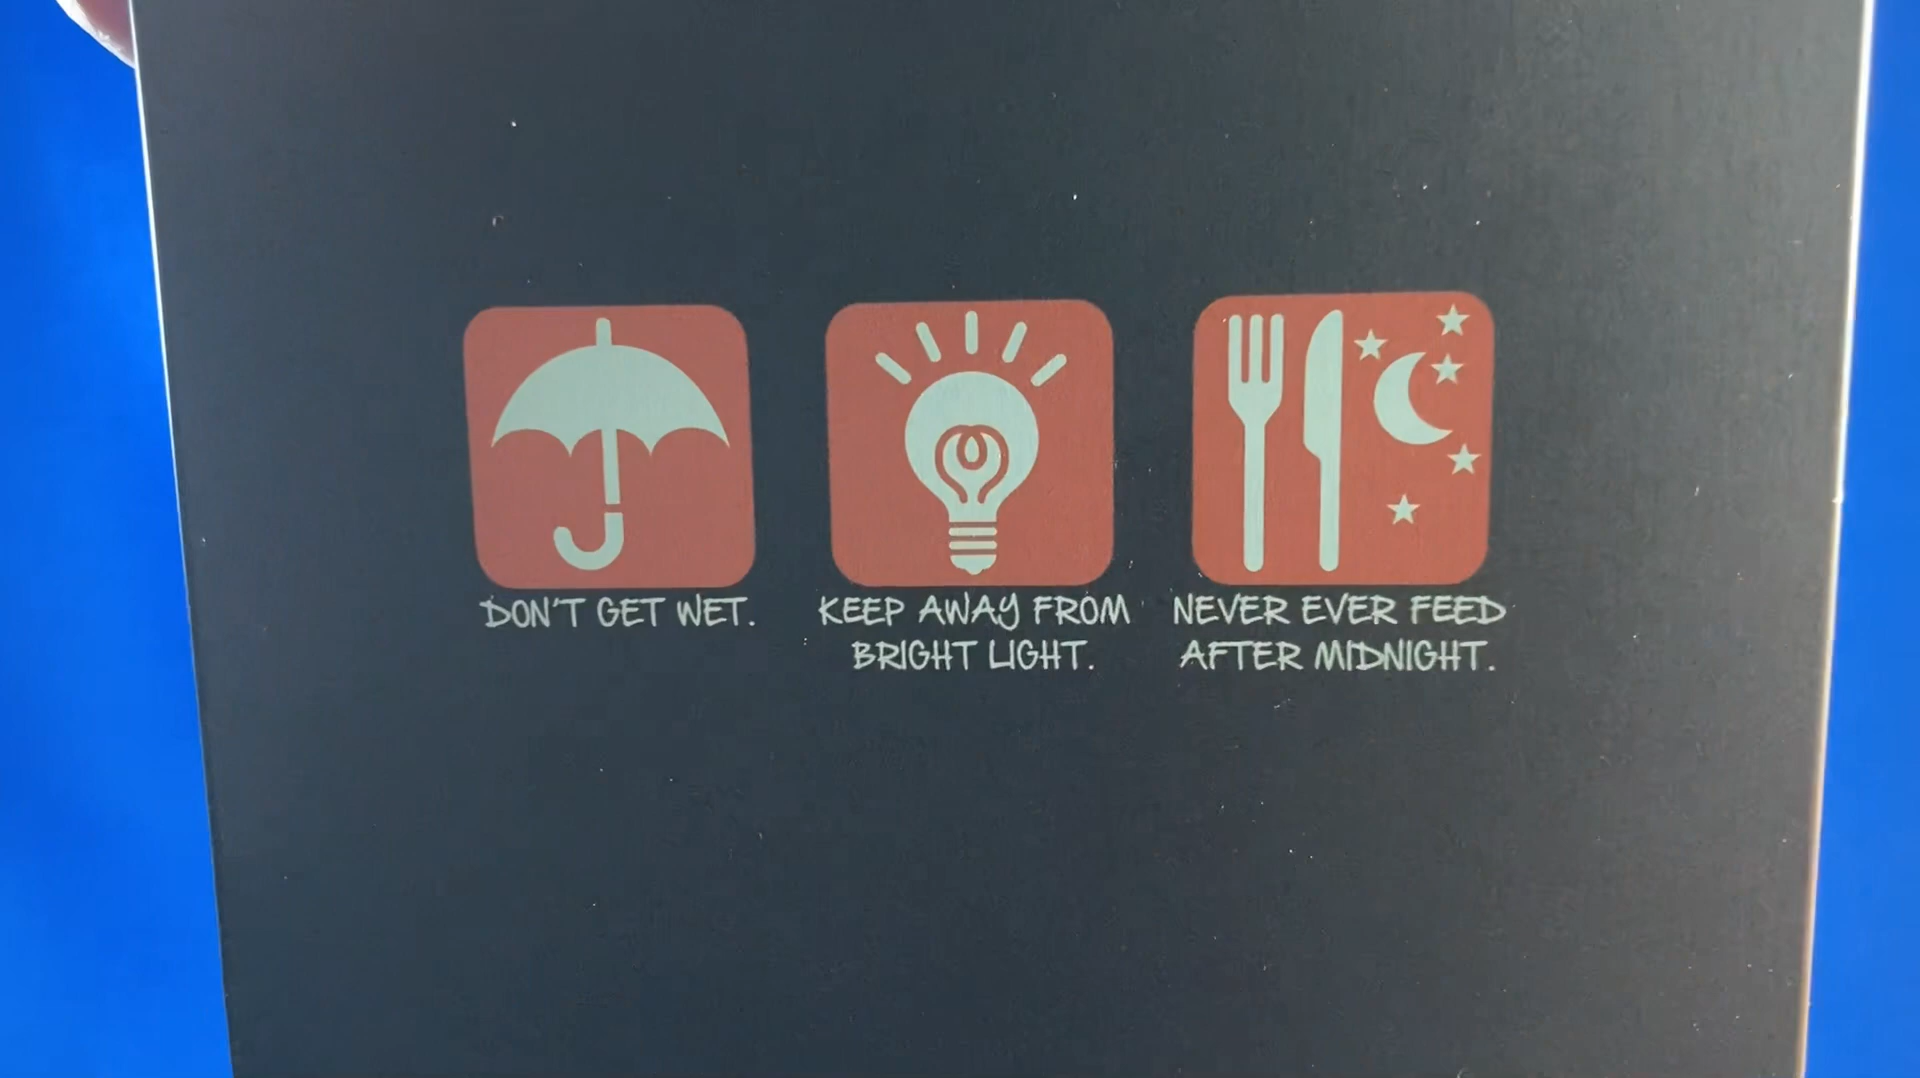 DON'T GET WET.
KEEP AWAY FROM
BRIGHT LIGHT.
NEVER EVER FEED
AFTER MIDNIGHT.